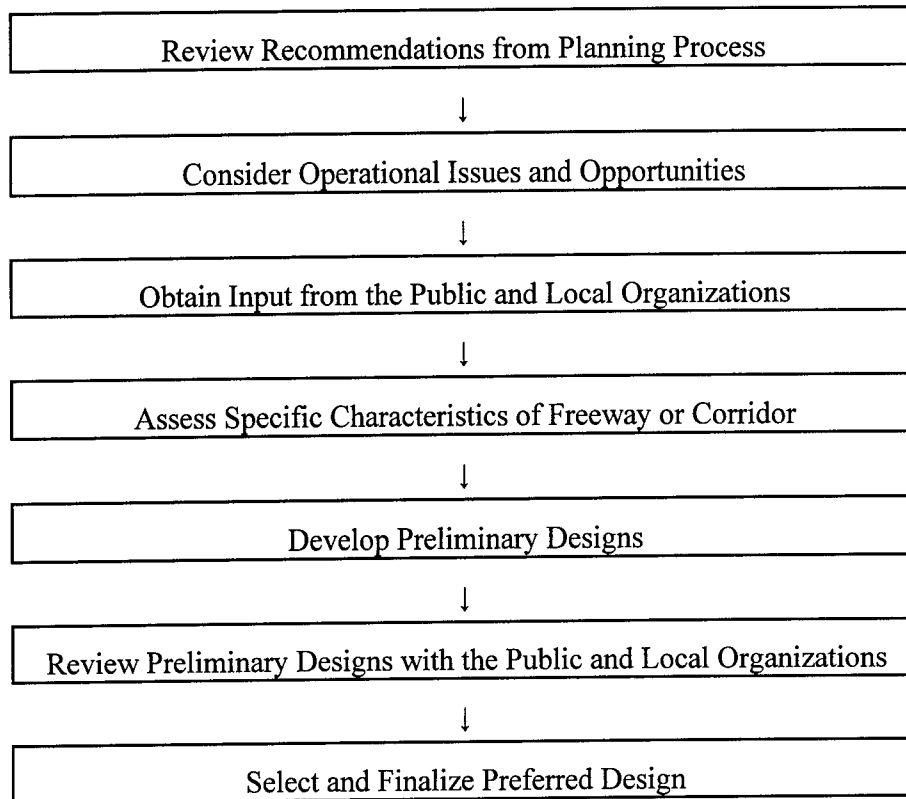 Review Recommendations from Planning Process
↓
Consider Operational Issues and Opportunities
↓
Obtain Input from the Public and Local Organizations
↓
Assess Specific Characteristics of Freeway or Corridor
↓
Develop Preliminary Designs
↓
Review Preliminary Designs with the Public and Local Organizations
↓
Select and Finalize Preferred Design